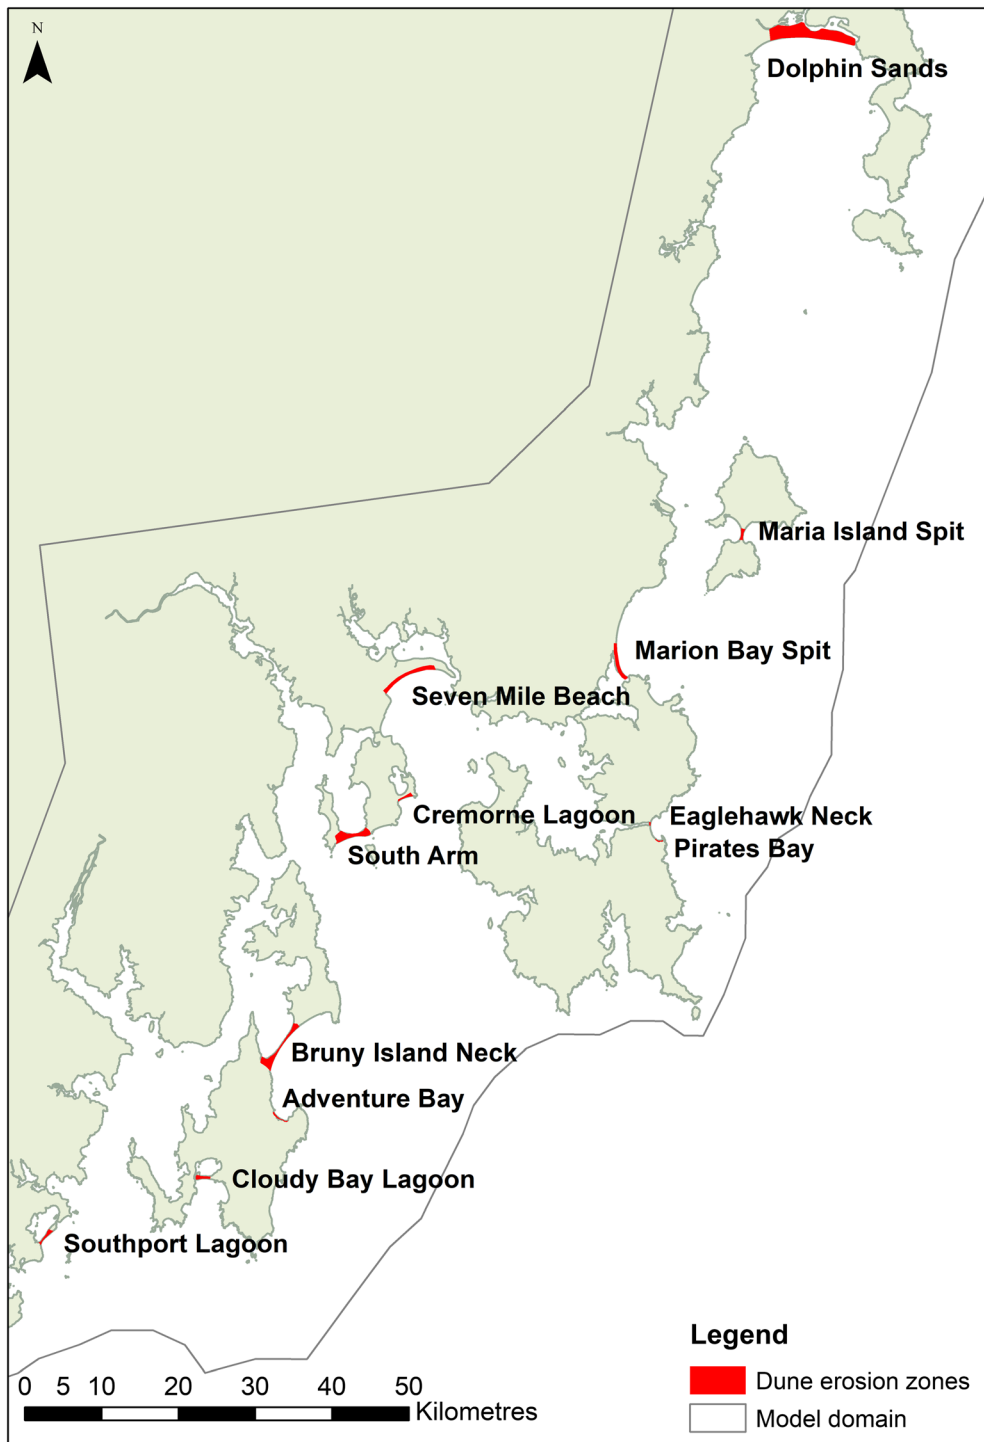 N
Dolphin Sands
Maria Island Spit
Marion Bay Spit
Seven Mile Beach
Cremorne Lagoon
Eaglehawk Neck
South Arm
Pirates Bay
Bruny Island Neck
Adventure Bay
Cloudy Bay Lagoon
Southport Lagoon
Legend
Dune erosion zones
Model domain
0 5 10 20 30 40 50
Kilometres